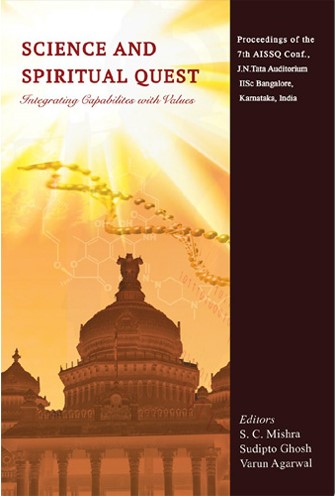 SCIENCE AND
SPIRITUAL QUEST
Integrating Capabilites with Values
Proceedings of the
7th AISSQ Conf.,
J.N.Tata Auditorium
IISc Bangalore,
Karnataka, India
Editors
S. C. Mishra
Sudipto Ghosh
Varun Agarwal